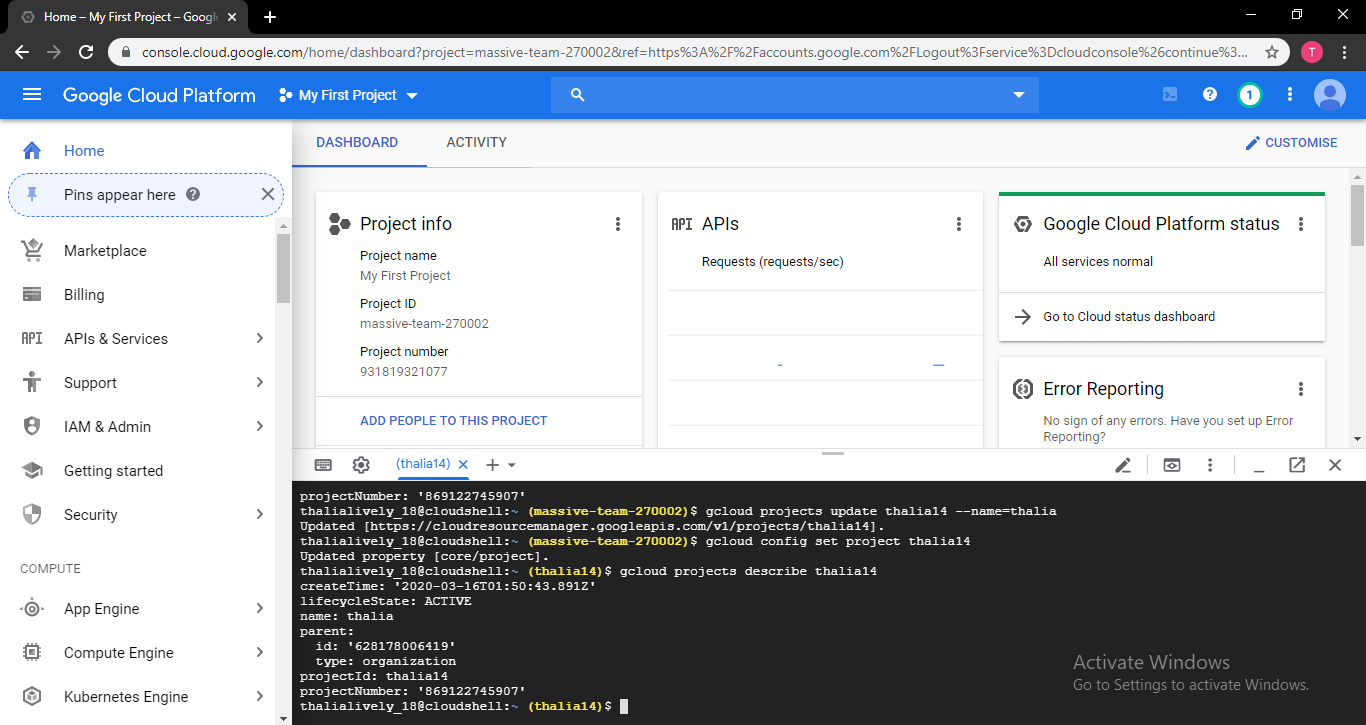 Home – My First Project – Googl
console.cloud.google.com/home/dashboard?project=massive-team-270002&ref=https%3A%2F%2Faccounts.google.com%2FLogout%3Fservice%3Dcloudconsole%26continue%3...
T
Google Cloud Platform
My First Project
1
Home
Pins appear here
Marketplace
Billing
API APIs & Services
Support
IAM & Admin
Getting started
Security
COMPUTE
App Engine
Compute Engine
Kubernetes Engine
DASHBOARD
ACTIVITY
CUSTOMISE
Project info
Project name
My First Project
Project ID
massive-team-270002
Project number
931819321077
ADD PEOPLE TO THIS PROJECT
API APIs
Requests (requests/sec)
Google Cloud Platform status
All services normal
Go to Cloud status dashboard
Error Reporting
No sign of any errors. Have you set up Error
Reporting?
(thalia14)
projectNumber: '869122745907'
thalialively_18@cloudshell:~ (massive-team-270002)$ gcloud projects update thalia14 --name=thalia
Updated [https://cloudresourcemanager.googleapis.com/v1/projects/thalia14].
thalialively_18@cloudshell:~ (massive-team-270002)$ gcloud config set project thalia14
Updated property [core/project].
thalialively_18@cloudshell:~ (thalia14)$ gcloud projects describe thalia14
createTime: '2020-03-16T01:50:43.891Z'
lifecycleState: ACTIVE
name: thalia
parent:
  id: '628178006419'
  type: organization
projectId: thalia14
projectNumber: '869122745907'
thalialively_18@cloudshell:~ (thalia14)$
Activate Windows
Go to Settings to activate Windows.